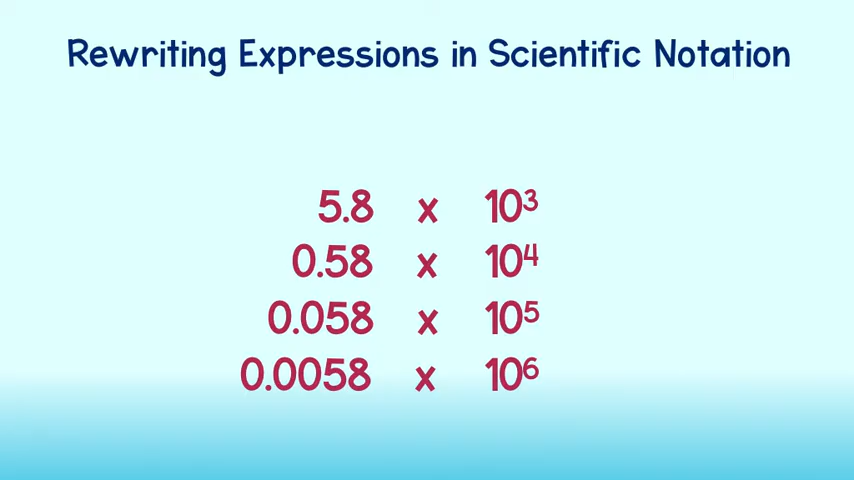 Rewriting Expressions in Scientific Notation
5.8 x 10³
0.58 x 10⁴
0.058 x 10⁵
0.0058 x 10⁶